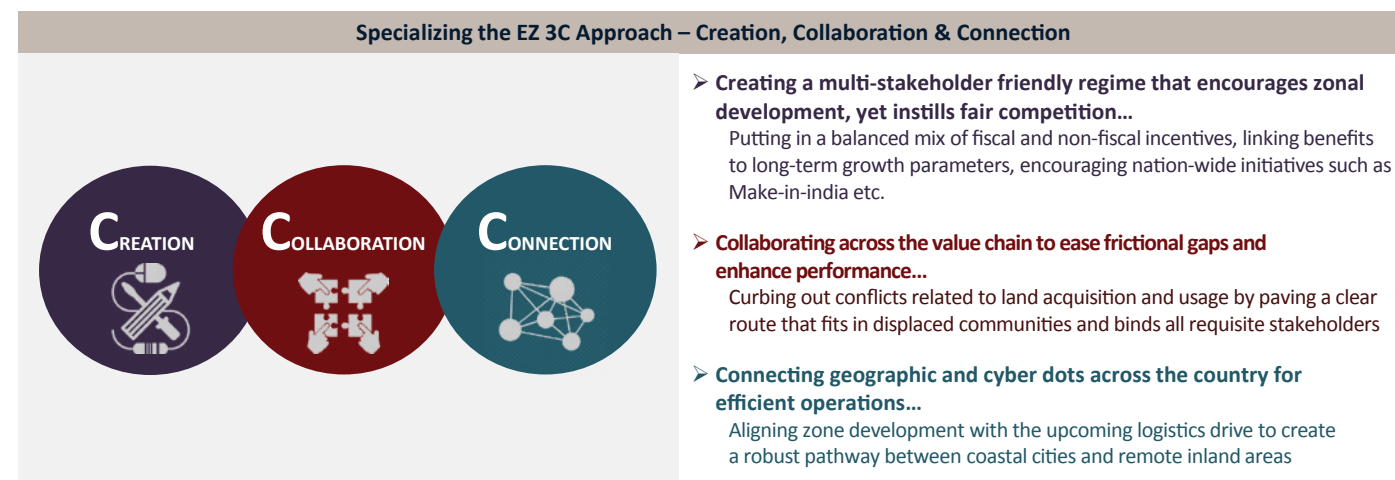 Specializing the EZ 3C Approach – Creation, Collaboration & Connection
CREATION
COLLABORATION
CONNECTION
➢ Creating a multi-stakeholder friendly regime that encourages zonal
development, yet instills fair competition…
Putting in a balanced mix of fiscal and non-fiscal incentives, linking benefits
to long-term growth parameters, encouraging nation-wide initiatives such as
Make-in-india etc.
➢ Collaborating across the value chain to ease frictional gaps and
enhance performance…
Curbing out conflicts related to land acquisition and usage by paving a clear
route that fits in displaced communities and binds all requisite stakeholders
➢ Connecting geographic and cyber dots across the country for
efficient operations…
Aligning zone development with the upcoming logistics drive to create
a robust pathway between coastal cities and remote inland areas